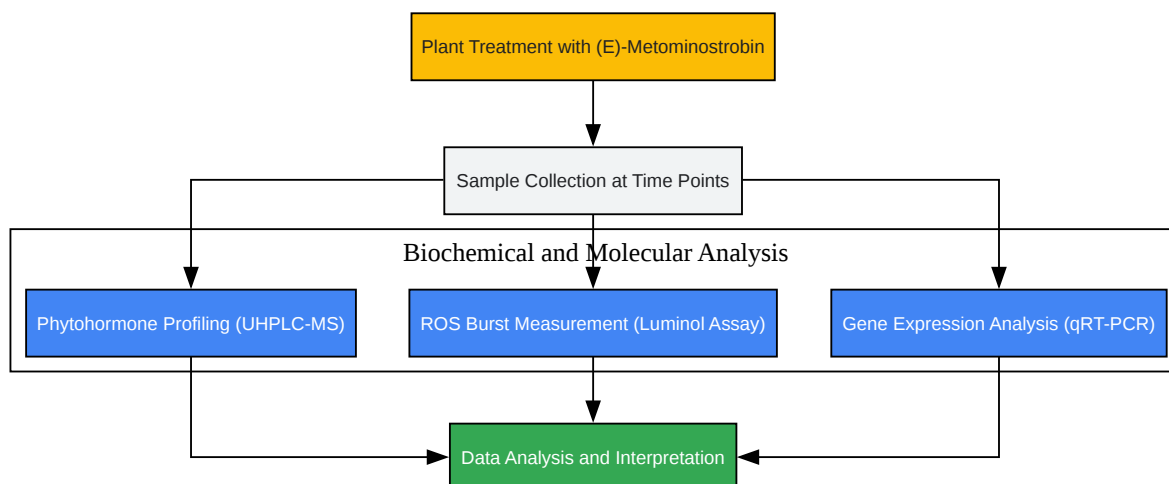 Plant Treatment with (E)-Metominostrobin
Sample Collection at Time Points
Biochemical and Molecular Analysis
Phytohormone Profiling (UHPLC-MS)
ROS Burst Measurement (Luminol Assay)
Gene Expression Analysis (qRT-PCR)
Data Analysis and Interpretation